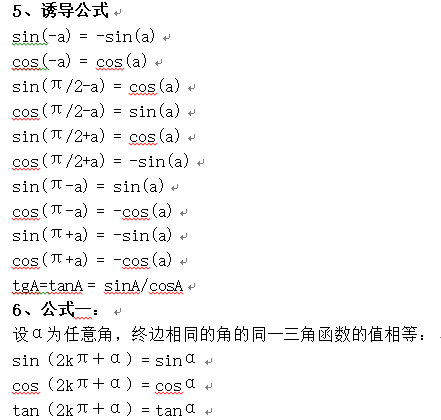 5、诱导公式
sin(-a) = -sin(a)
cos(-a) = cos(a)
sin(π/2-a) = cos(a)
cos(π/2-a) = sin(a)
sin(π/2+a) = cos(a)
cos(π/2+a) = -sin(a)
sin(π-a) = sin(a)
cos(π-a) = -cos(a)
sin(π+a) = -sin(a)
cos(π+a) = -cos(a)
tgA=tanA = sinA/cosA
6、公式一：
设α为任意角，终边相同的角的同一三角函数的值相等：
sin（2kπ＋α）＝sinα
cos（2kπ＋α）＝cosα
tan（2kπ＋α）＝tanα